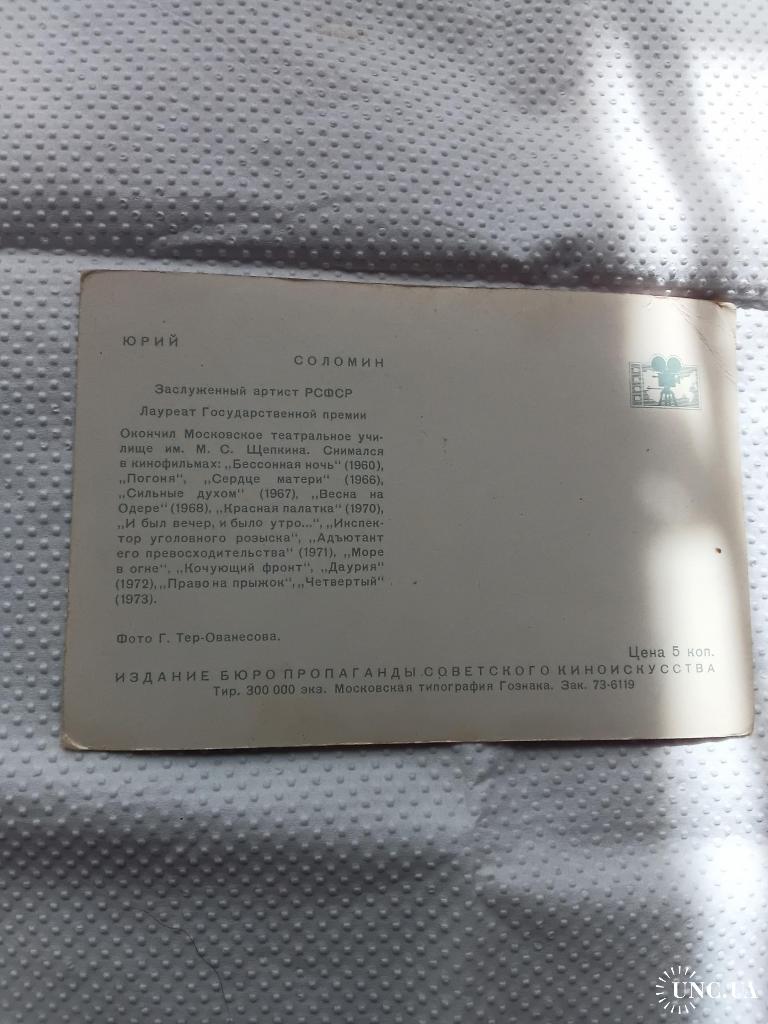 ЮРИЙ
СОЛОМИН
Заслуженный артист РСФСР
Лауреат Государственной премии
Окончил Московское театральное учи-
лище им. М. С. Щепкина. Снимался
в кинофильмах: „Бессонная ночь“ (1960),
„Погоня“, „Сердце матери“ (1966),
„Сильные духом“ (1967), „Весна на
Одере“ (1968), „Красная палатка“ (1970),
„И был вечер, и было утро...“, „Инспек-
тор уголовного розыска“, „Адъютант
его превосходительства“ (1971), „Море
в огне“, „Кочующий фронт“, „Даурия“
(1972), „Право на прыжок“, „Четвертый“
(1973).
Фото Г. Тер-Ованесова.
Цена 5 коп.
ИЗДАНИЕ БЮРО ПРОПАГАНДЫ СОВЕТСКОГО КИНОИСКУССТВА
Тир. 300 000 экз. Московская типография Гознака. Зак. 73-6119
UNC.UA